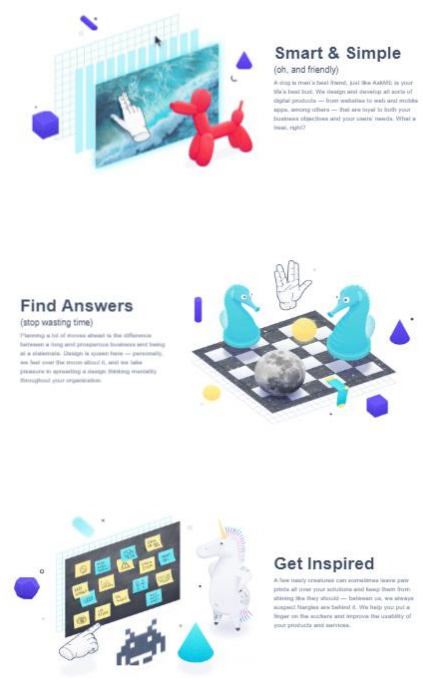 Smart & Simple
(oh, and friendly)
A dog is man's best friend, just like AskME is your
life's best bud. We design and develop all sorts of
digital products — from websites to web and mobile
apps, among others — that are loyal to both your
business objectives and your users' needs. What a
treat, right?
Find Answers
(stop wasting time)
Planning a lot of moves ahead is the difference
between a long and prosperous business and being
at a stalemate. Design is queen here — personally,
we feel over the moon about it, and we take
pleasure in spreading a design thinking mentality
throughout your organization.
Get Inspired
A few nasty creatures can sometimes leave paw
prints all over your solutions and keep them from
shining like they should — between us, we always
suspect Nargles are behind it. We help you put a
finger on the suckers and improve the usability of
your products and services.